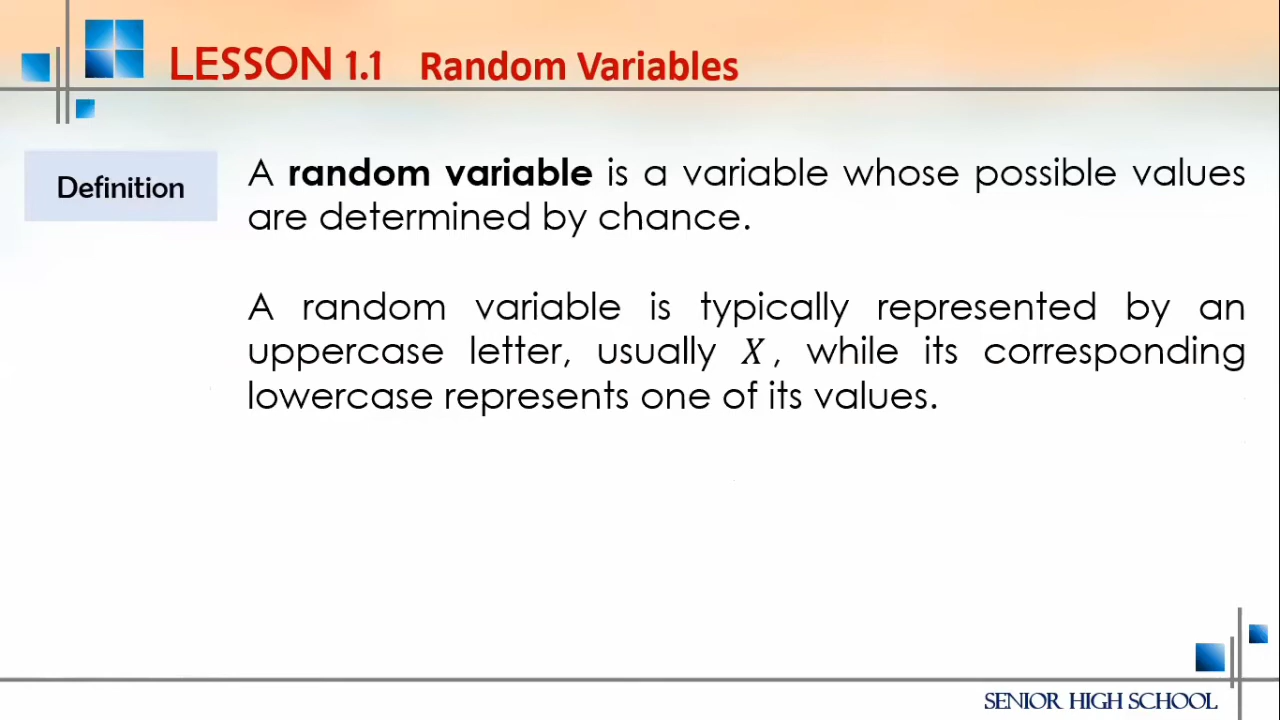 LESSON 1.1 Random Variables
Definition
A random variable is a variable whose possible values
are determined by chance.
A random variable is typically represented by an
uppercase letter, usually X, while its corresponding
lowercase represents one of its values.
SENIOR HIGH SCHOOL